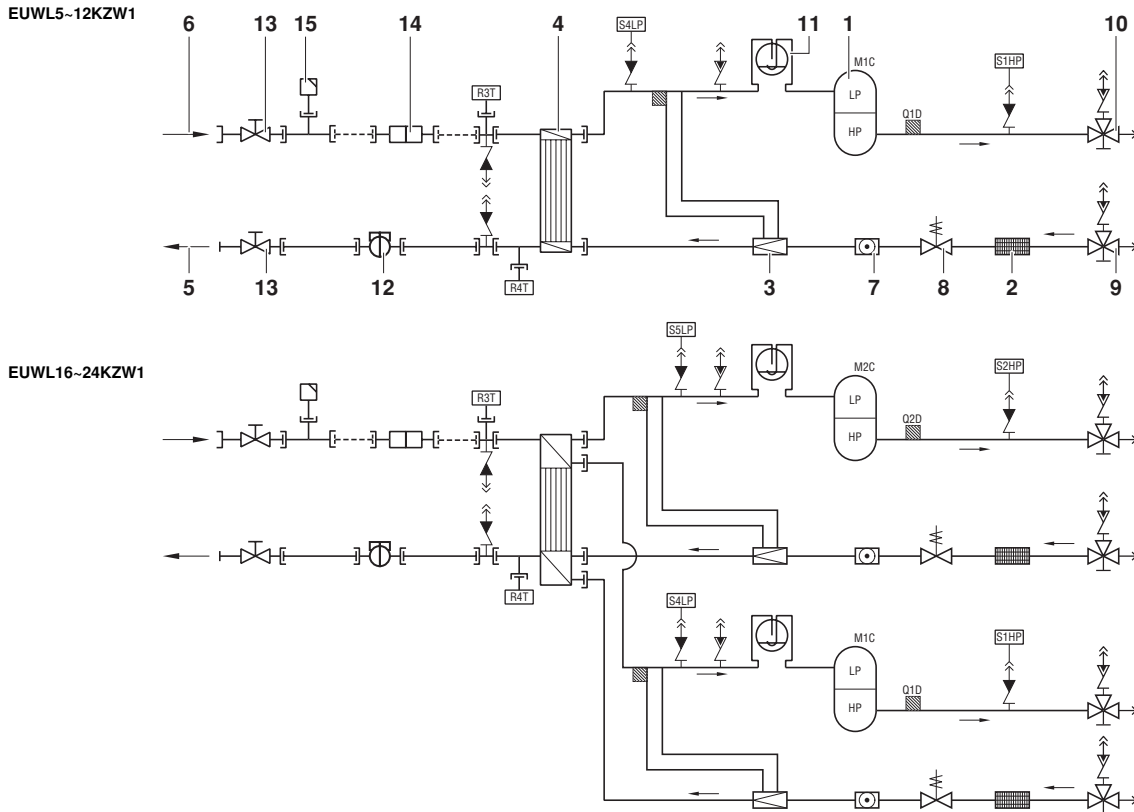 EUWL5~12KZW1
6 13 15 14 4 11 1 10
S4LP
M1C
S1HP
R3T
LP
HP
Q1D
R4T
5 13 12 3 7 8 2 9
EUWL16~24KZW1
S5LP
M2C
S2HP
R3T
LP
HP
Q2D
R4T
S4LP
M1C
S1HP
LP
HP
Q1D